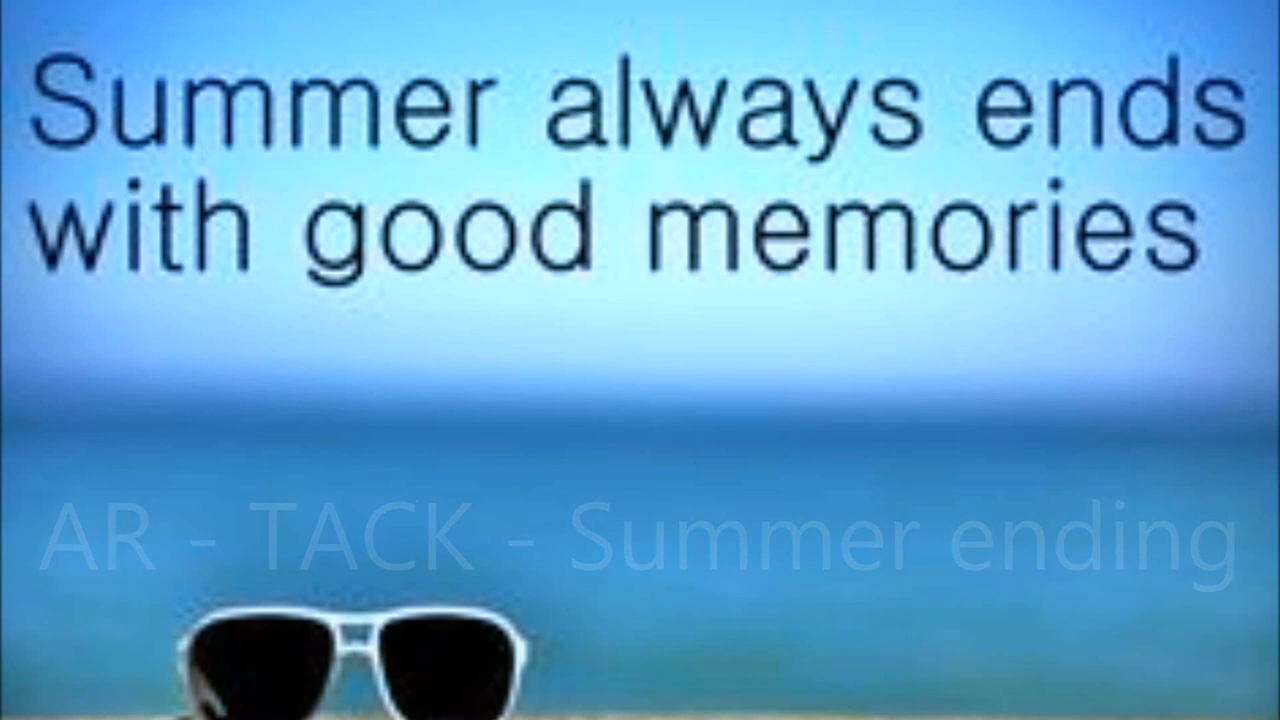 Summer always ends
with good memories
AR - TACK - Summer ending